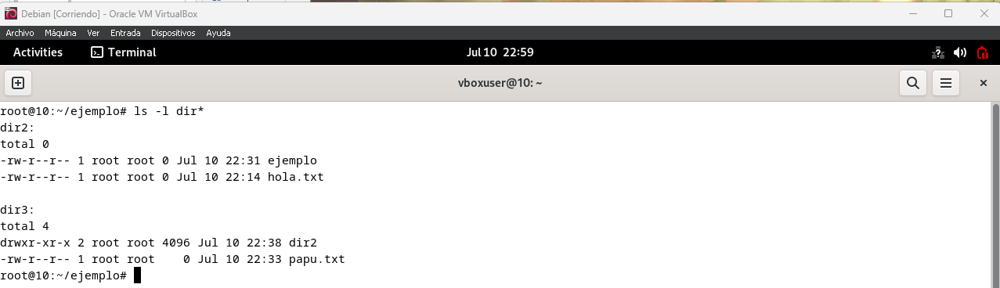 Debian [Corriendo] - Oracle VM VirtualBox
Archivo Máquina Ver Entrada Dispositivos Ayuda
Activities Terminal Jul 10 22:59
vboxuser@10: ~
root@10:~/ejemplo# ls -l dir*
dir2:
total 0
-rw-r--r-- 1 root root 0 Jul 10 22:31 ejemplo
-rw-r--r-- 1 root root 0 Jul 10 22:14 hola.txt
dir3:
total 4
drwxr-xr-x 2 root root 4096 Jul 10 22:38 dir2
-rw-r--r-- 1 root root    0 Jul 10 22:33 papu.txt
root@10:~/ejemplo#